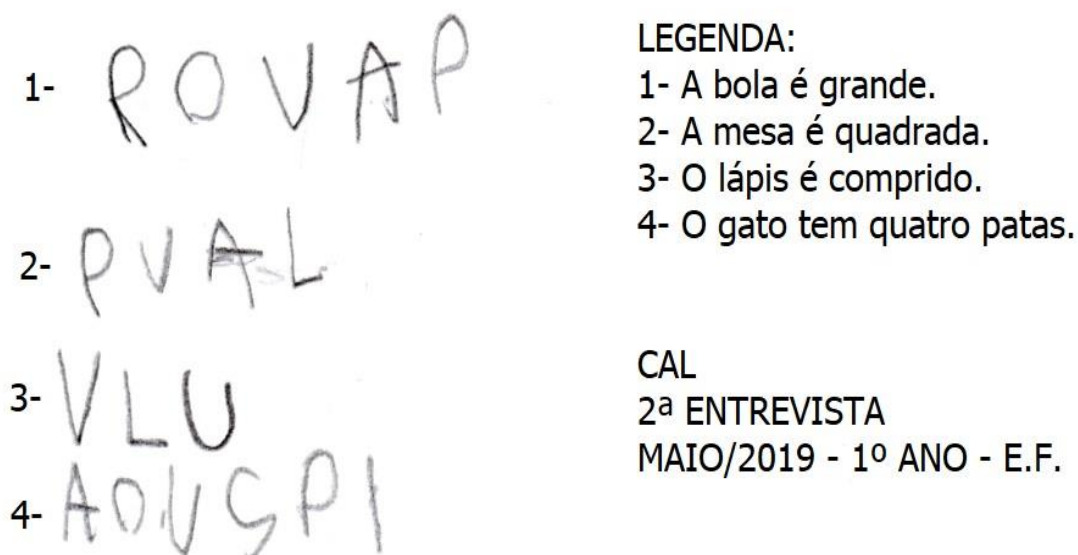 1- ROVAP
2- PVAL
3- VLU
4- AOVSPI
LEGENDA:
1- A bola é grande.
2- A mesa é quadrada.
3- O lápis é comprido.
4- O gato tem quatro patas.
CAL
2ª ENTREVISTA
MAIO/2019 - 1º ANO - E.F.